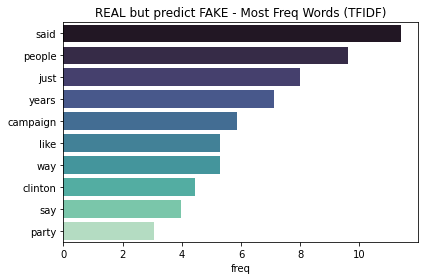 REAL but predict FAKE - Most Freq Words (TFIDF)
said
people
just
years
campaign
like
way
clinton
say
party
0 2 4 6 8 10
freq